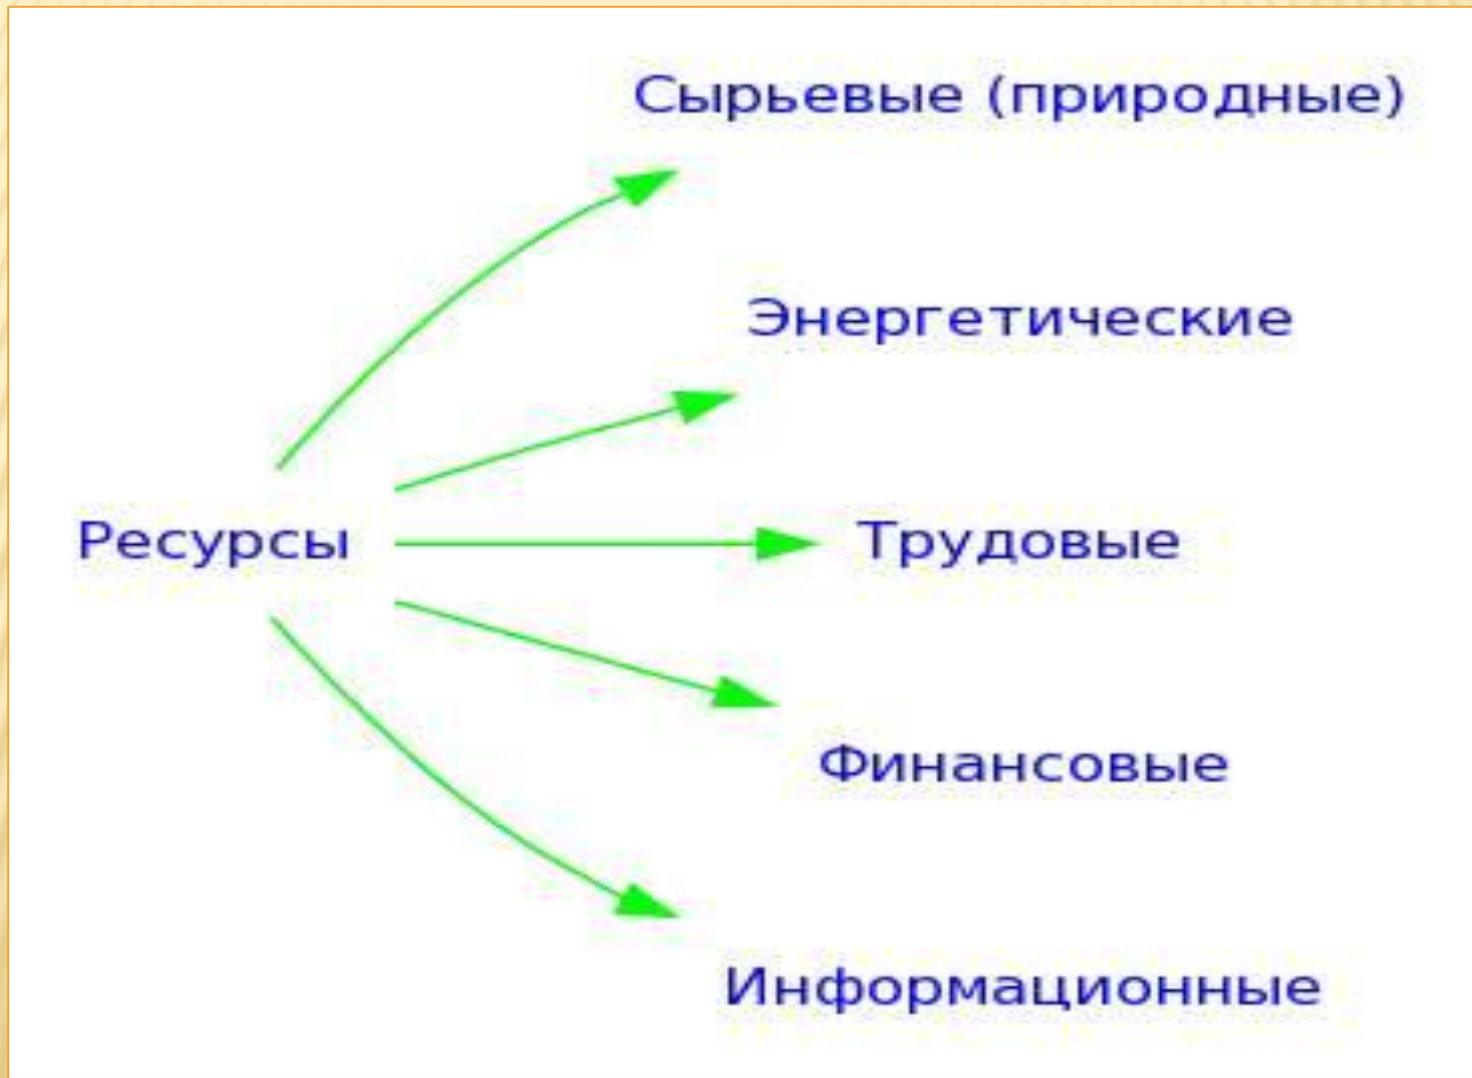 Сырьевые (природные)
Энергетические
Ресурсы
Трудовые
Финансовые
Информационные